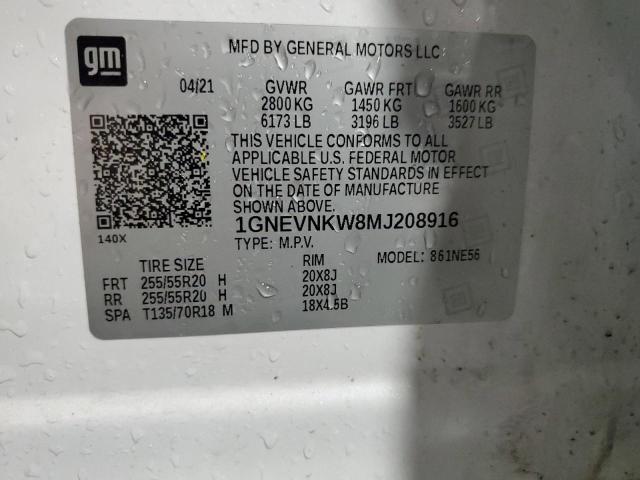 gm
MFD BY GENERAL MOTORS LLC
04/21 GVWR GAWR FRT GAWR RR
2800 KG 1450 KG 1600 KG
6173 LB 3196 LB 3527 LB
THIS VEHICLE CONFORMS TO ALL
APPLICABLE U.S. FEDERAL MOTOR
VEHICLE SAFETY STANDARDS IN EFFECT
ON THE DATE OF MANUFACTURE
SHOWN ABOVE.
1GNEVNKW8MJ208916
140X
TYPE: M.P.V. MODEL: 861NE56
TIRE SIZE RIM
FRT 255/55R20 H 20X8J
RR 255/55R20 H 20X8J
SPA T135/70R18 M 18X4.5B